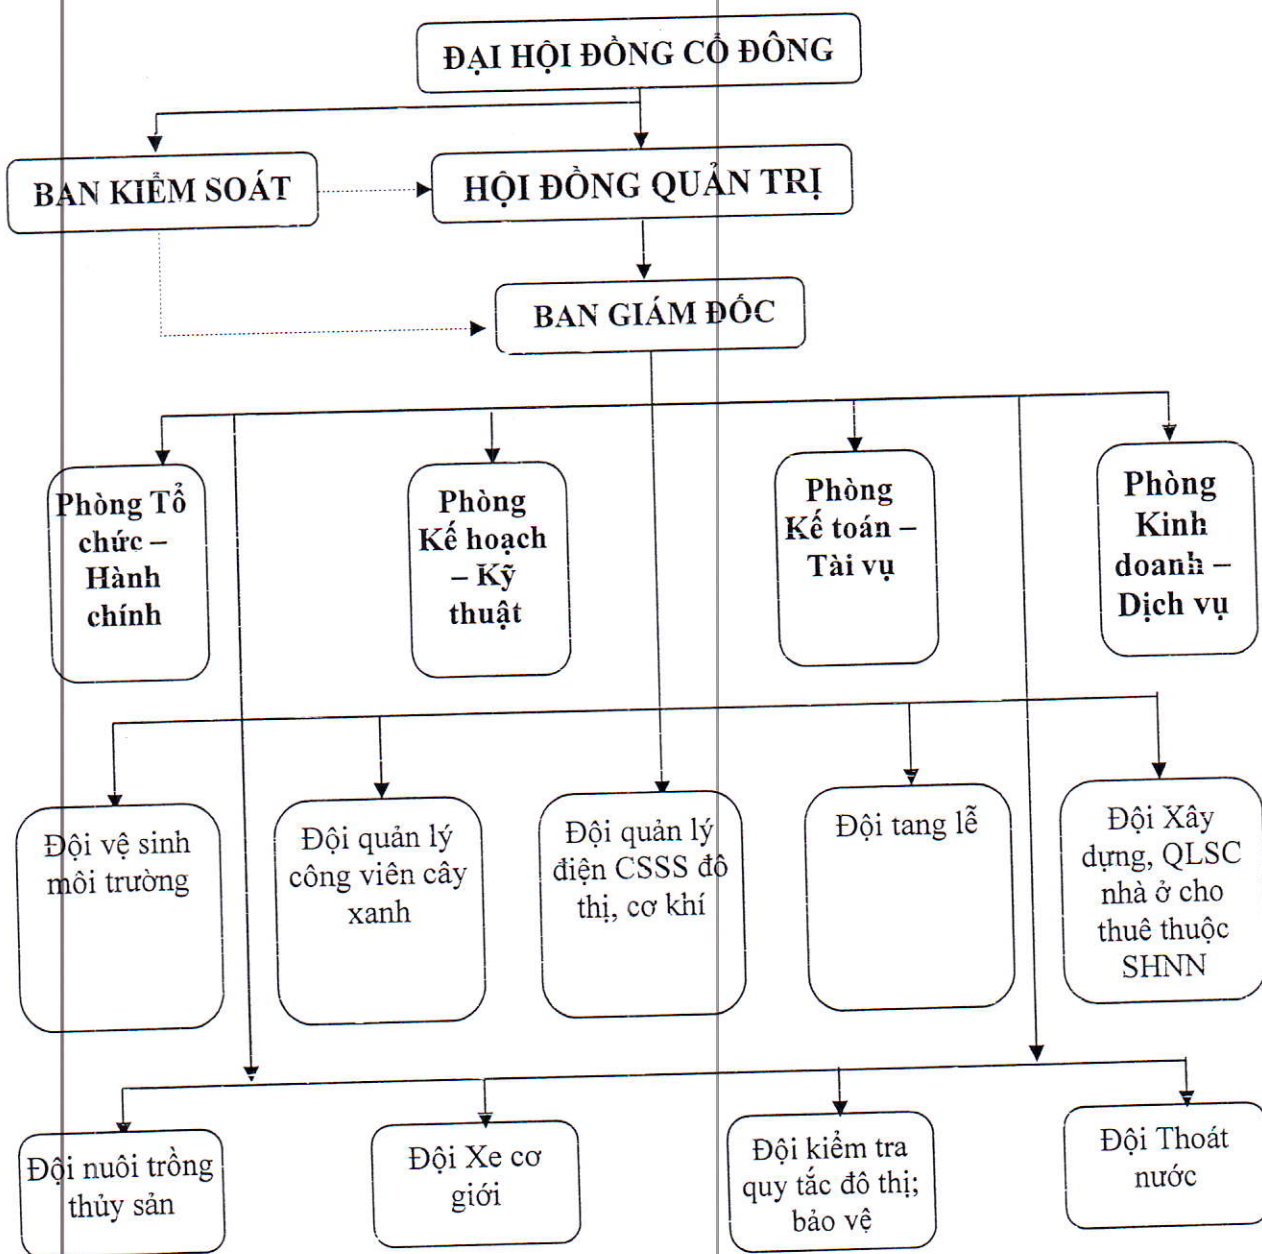 ĐẠI HỘI ĐỒNG CỔ ĐÔNG
BAN KIỂM SOÁT
HỘI ĐỒNG QUẢN TRỊ
BAN GIÁM ĐỐC
Phòng Tổ
chức –
Hành
chính
Phòng
Kế hoạch
– Kỹ
thuật
Phòng
Kế toán –
Tài vụ
Phòng
Kinh
doanh –
Dịch vụ
Đội vệ sinh
môi trường
Đội quản lý
công viên cây
xanh
Đội quản lý
điện CSSS đô
thị, cơ khí
Đội tang lễ
Đội Xây
dựng, QLSC
nhà ở cho
thuê thuộc
SHNN
Đội nuôi trồng
thủy sản
Đội Xe cơ
giới
Đội kiểm tra
quy tắc đô thị;
bảo vệ
Đội Thoát
nước